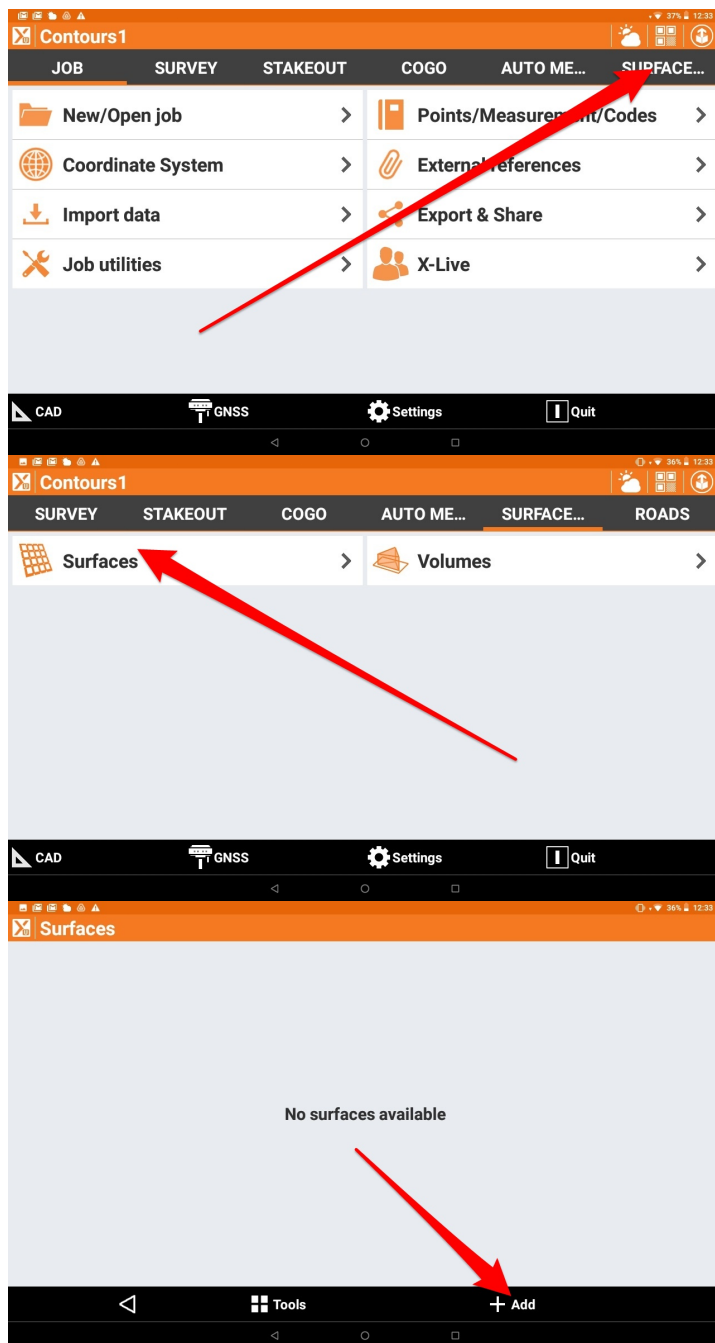 37% 12:33
Contours1
JOB SURVEY STAKEOUT COGO AUTO ME... SURFACE...
New/Open job Points/Measurement/Codes
Coordinate System External references
Import data Export & Share
Job utilities X-Live
CAD GNSS Settings Quit
36% 12:33
Contours1
SURVEY STAKEOUT COGO AUTO ME... SURFACE... ROADS
Surfaces Volumes
CAD GNSS Settings Quit
36% 12:33
Surfaces
No surfaces available
Tools Add